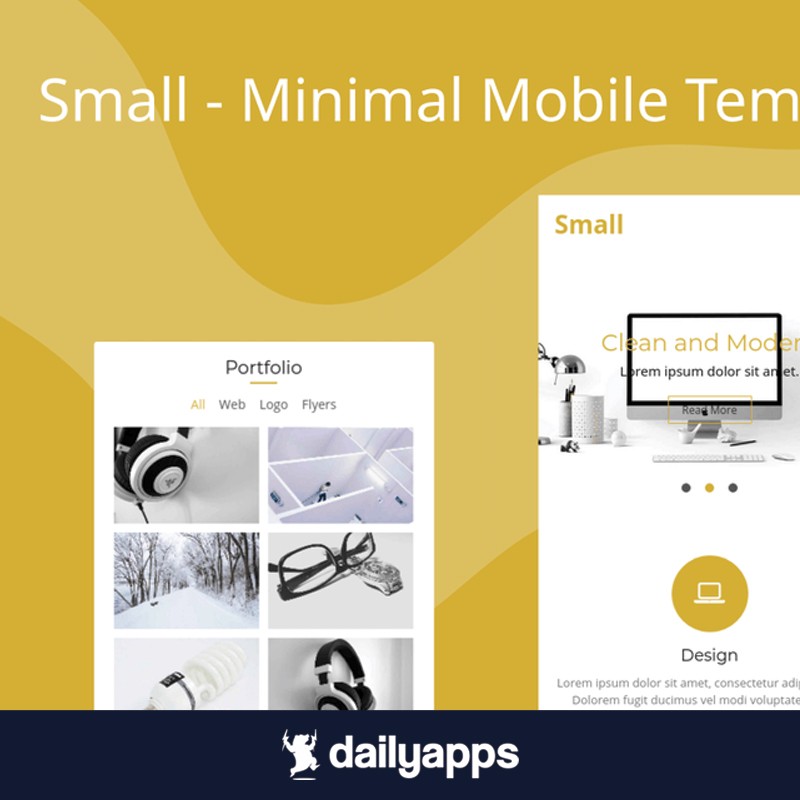 Small - Minimal Mobile Tem
Small
Clean and Moder
Lorem ipsum dolor sit amet.
Read More
Portfolio
All Web Logo Flyers
Design
Lorem ipsum dolor sit amet, consectetur adip
Dolorem fugit ducimus vel modi voluptate
dailyapps